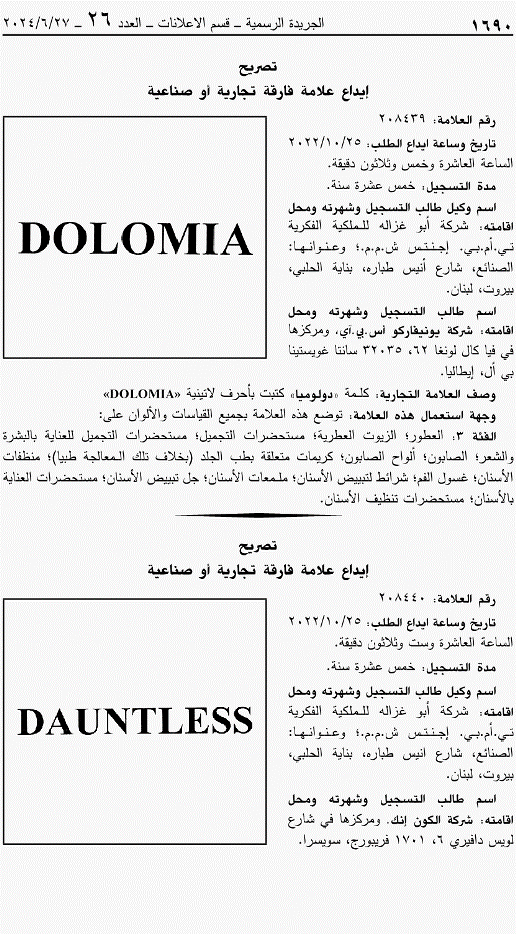 ١٦٩٠ الجريدة الرسمية ـ قسم الاعلانات ـ العدد ٢٦ ـ ٢٠٢٤/٦/٢٧
تصريح
إيداع علامة فارقة تجارية أو صناعية
رقم العلامة: ٢٠٨٤٣٩
تاريخ وساعة ايداع الطلب: ٢٠٢٢/١٠/٢٥
الساعة العاشرة وخمس وثلاثون دقيقة.
مدة التسجيل: خمس عشرة سنة.
اسم وكيل طالب التسجيل وشهرته ومحل
اقامته: شركة أبو غزاله للملكية الفكرية
تي.أم.بي. إجنتس ش.م.م.؛ وعنوانها:
الصنائع، شارع أنيس طباره، بناية الحلبي،
بيروت، لبنان.
اسم طالب التسجيل وشهرته ومحل
اقامته: شركة يونيفاركو أس.بي.آي، ومركزها
في فيا كال لونغا ٦٢، ٣٢٠٣٥ سانتا غويستينا
بي أل، إيطاليا.
DOLOMIA
وصف العلامة التجارية: كلمة «دولوميا» كتبت بأحرف لاتينية «DOLOMIA»
وجهة استعمال هذه العلامة: توضع هذه العلامة بجميع القياسات والألوان على:
الفئة ٣: العطور؛ الزيوت العطرية؛ مستحضرات التجميل؛ مستحضرات التجميل للعناية بالبشرة
والشعر؛ الصابون؛ ألواح الصابون؛ كريمات متعلقة بطب الجلد (بخلاف تلك المعالجة طبيا)؛ منظفات
الأسنان؛ غسول الفم؛ شرائط لتبييض الأسنان؛ ملمعات الأسنان؛ جل تبييض الأسنان؛ مستحضرات العناية
بالأسنان؛ مستحضرات تنظيف الأسنان.
تصريح
إيداع علامة فارقة تجارية أو صناعية
رقم العلامة: ٢٠٨٤٤٠
تاريخ وساعة ايداع الطلب: ٢٠٢٢/١٠/٢٥
الساعة العاشرة وست وثلاثون دقيقة.
مدة التسجيل: خمس عشرة سنة.
اسم وكيل طالب التسجيل وشهرته ومحل
اقامته: شركة أبو غزاله للملكية الفكرية
تي.أم.بي. إجنتس ش.م.م.؛ وعنوانها:
الصنائع، شارع انيس طباره، بناية الحلبي،
بيروت، لبنان.
اسم طالب التسجيل وشهرته ومحل
اقامته: شركة الكون إنك. ومركزها في شارع
لويس دافيري ٦، ١٧٠١ فريبورج، سويسرا.
DAUNTLESS